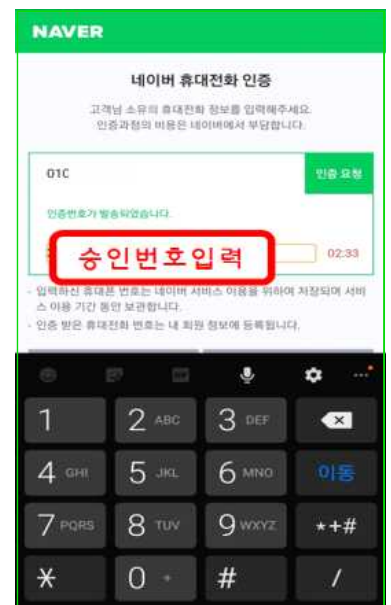 NAVER
네이버 휴대전화 인증
고객님 소유의 휴대전화 정보를 입력해주세요.
인증과정의 비용은 네이버에서 부담합니다.
01C
인증 요청
인증번호가 발송되었습니다.
승인번호입력
02:33
- 입력하신 휴대폰 번호는 네이버 서비스 이용을 위하여 저장되며 서비
스 이용 기간 동안 보관합니다.
- 인증 받은 휴대전화 번호는 내 회원 정보에 등록됩니다.
1 2 ABC 3 DEF
4 GHI 5 JKL 6 MNO 이동
7 PQRS 8 TUV 9 WXYZ *+#
* 0 + # /